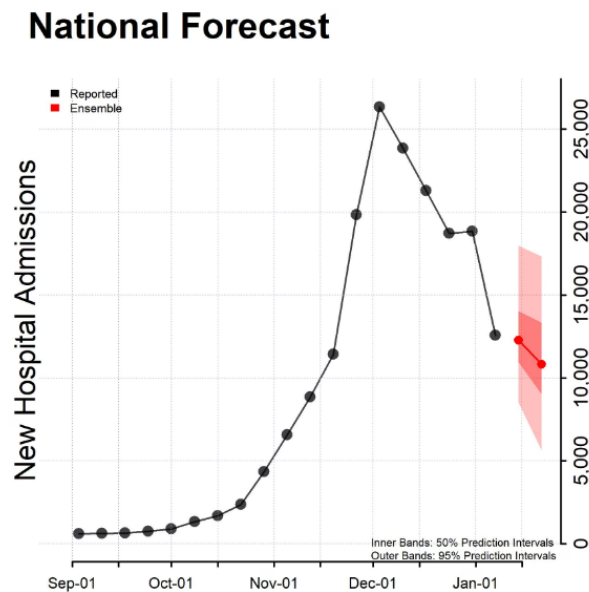 National Forecast
Reported
Ensemble
New Hospital Admissions
25,000
20,000
15,000
10,000
5,000
0
Inner Bands: 50% Prediction Intervals
Outer Bands: 95% Prediction Intervals
Sep-01 Oct-01 Nov-01 Dec-01 Jan-01